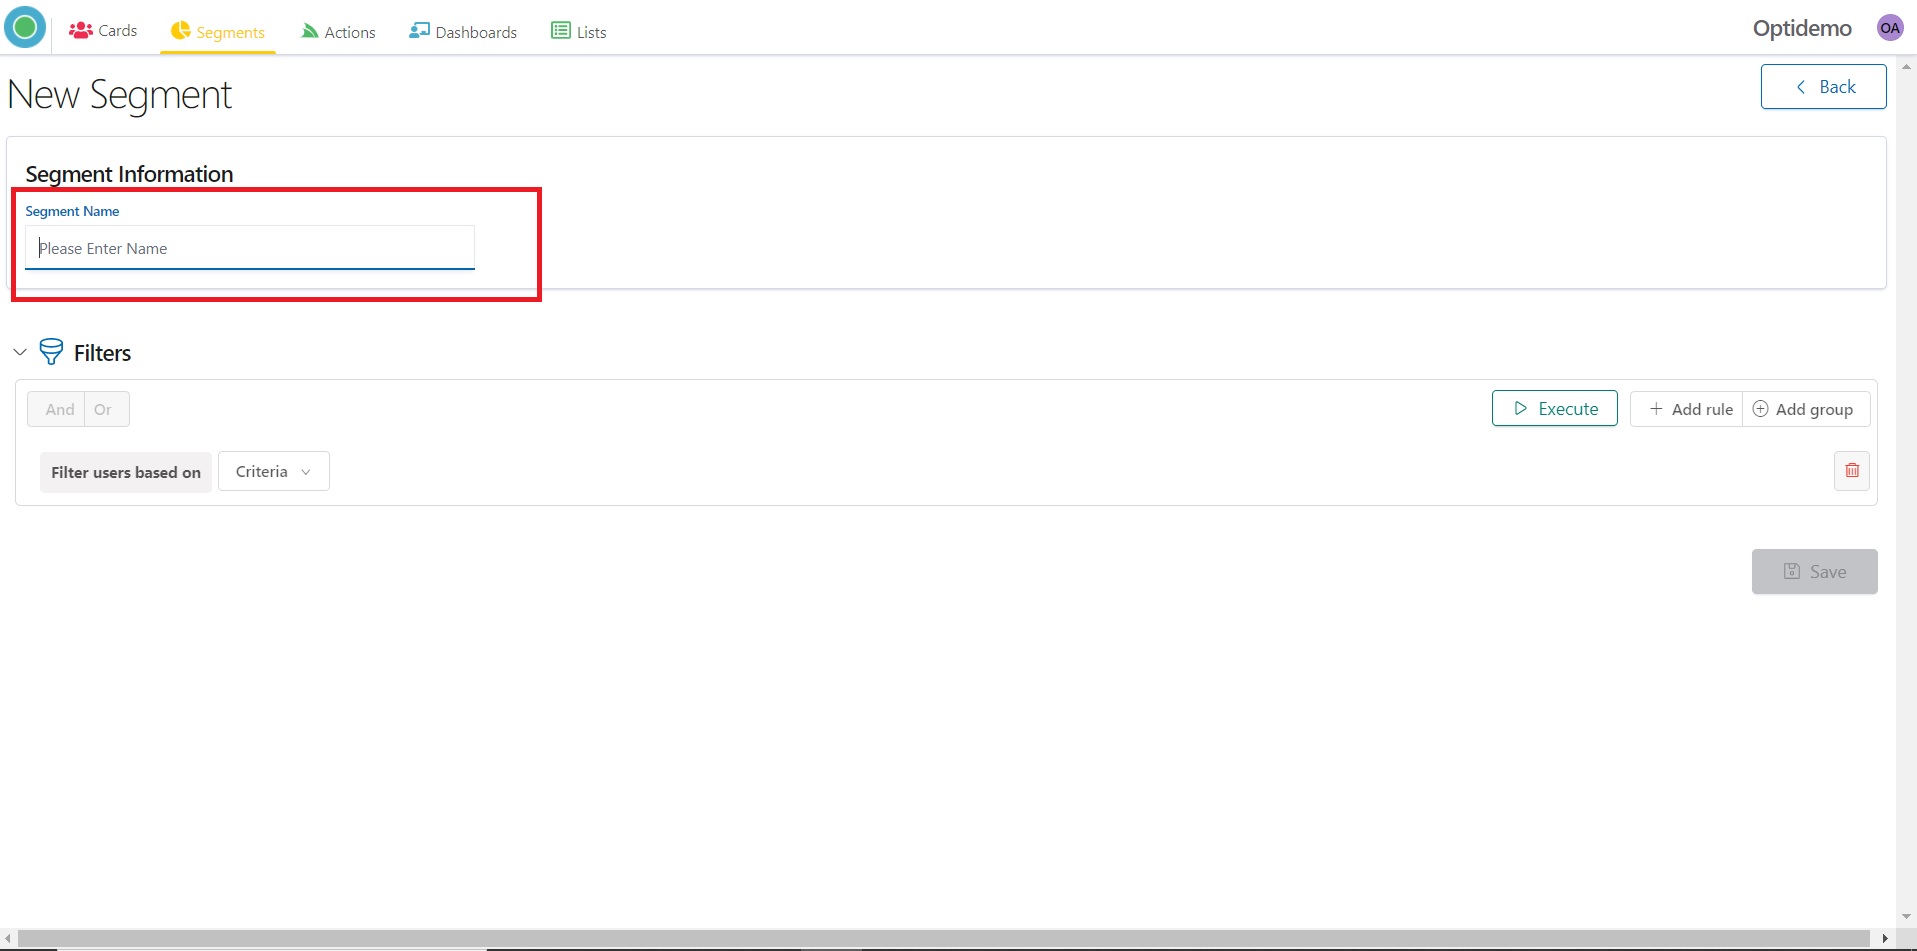 Cards Segments Actions Dashboards Lists Optidemo OA
New Segment
Back
Segment Information
Segment Name
Please Enter Name
Filters
And Or Execute Add rule Add group
Filter users based on Criteria
Save